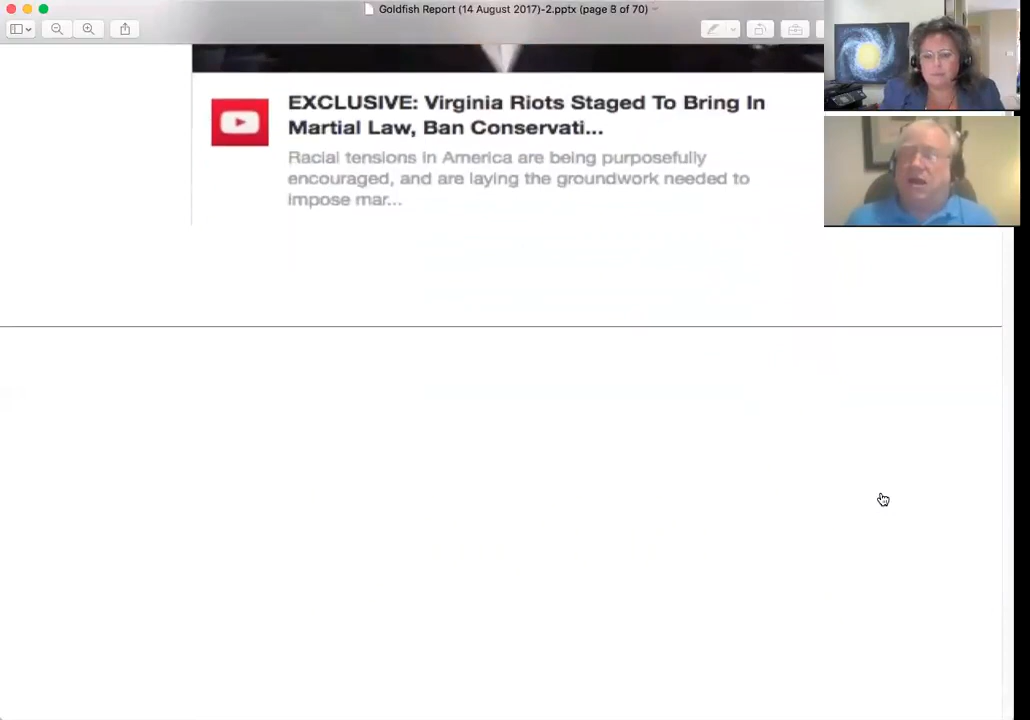 Goldfish Report (14 August 2017)-2.pptx (page 8 of 70)
EXCLUSIVE: Virginia Riots Staged To Bring In
Martial Law, Ban Conservati...
Racial tensions in America are being purposefully
encouraged, and are laying the groundwork needed to
impose mar...